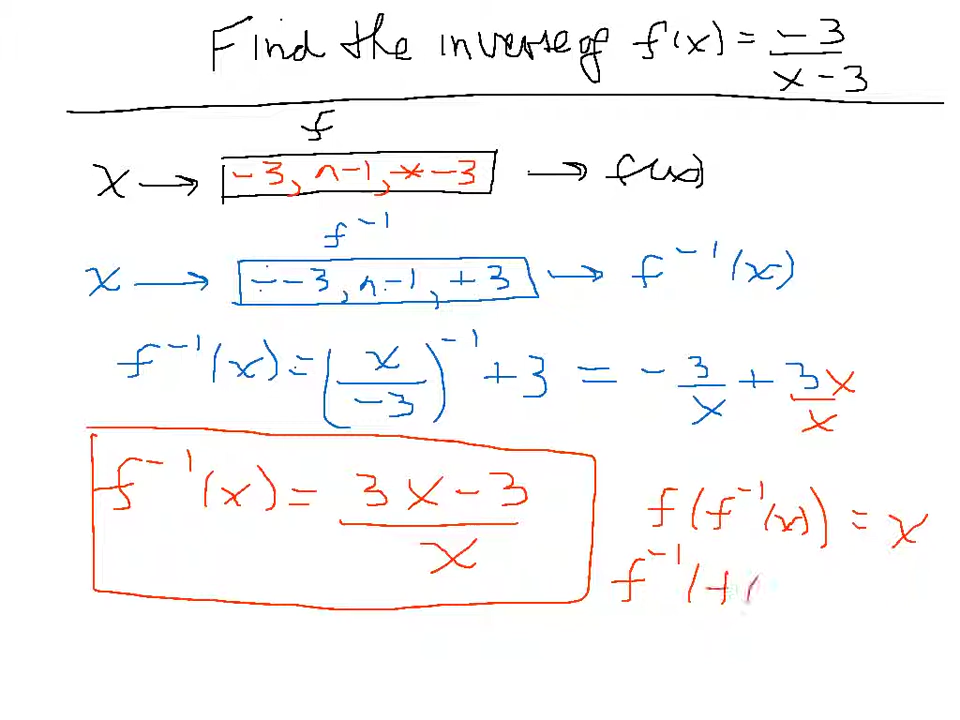 Find the inverse of f(x) = -3/(x-3)
f
x → -3, n-1, x-3 → f(x)
f⁻¹
x → ÷-3, n-1, +3 → f⁻¹(x)
f⁻¹(x) = (x/-3)⁻¹ + 3 = -3/x + 3x/x
f⁻¹(x) = (3x-3)/x
f(f⁻¹(x)) = x
f⁻¹(f(